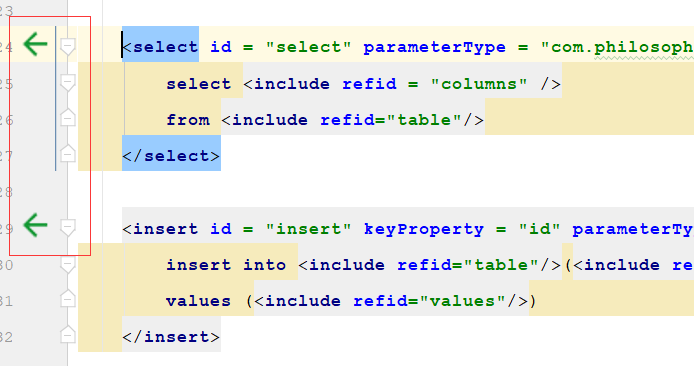 23
24 <select id = "select" parameterType = "com.philosoph
25 select <include refid = "columns" />
26 from <include refid="table"/>
27 </select>
28
29 <insert id = "insert" keyProperty = "id" parameterTy
30 insert into <include refid="table"/>(<include re
31 values (<include refid="values"/>)
32 </insert>